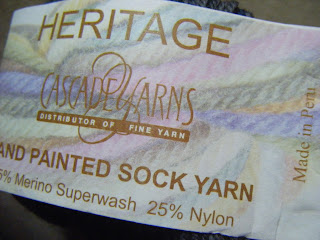 HERITAGE
CASCADE YARNS
DISTRIBUTOR OF FINE YARN
AND PAINTED SOCK YARN
5% Merino Superwash 25% Nylon
Made in Peru